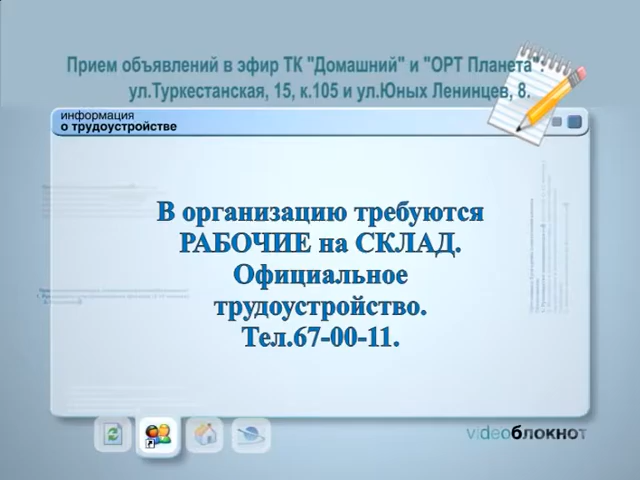 Прием объявлений в эфир ТК "Домашний" и "ОРТ Планета":
ул.Туркестанская, 15, к.105 и ул.Юных Ленинцев, 8.
информация
о трудоустройстве
В организацию требуются
РАБОЧИЕ на СКЛАД.
Официальное
трудоустройство.
Тел.67-00-11.
videoблокнот